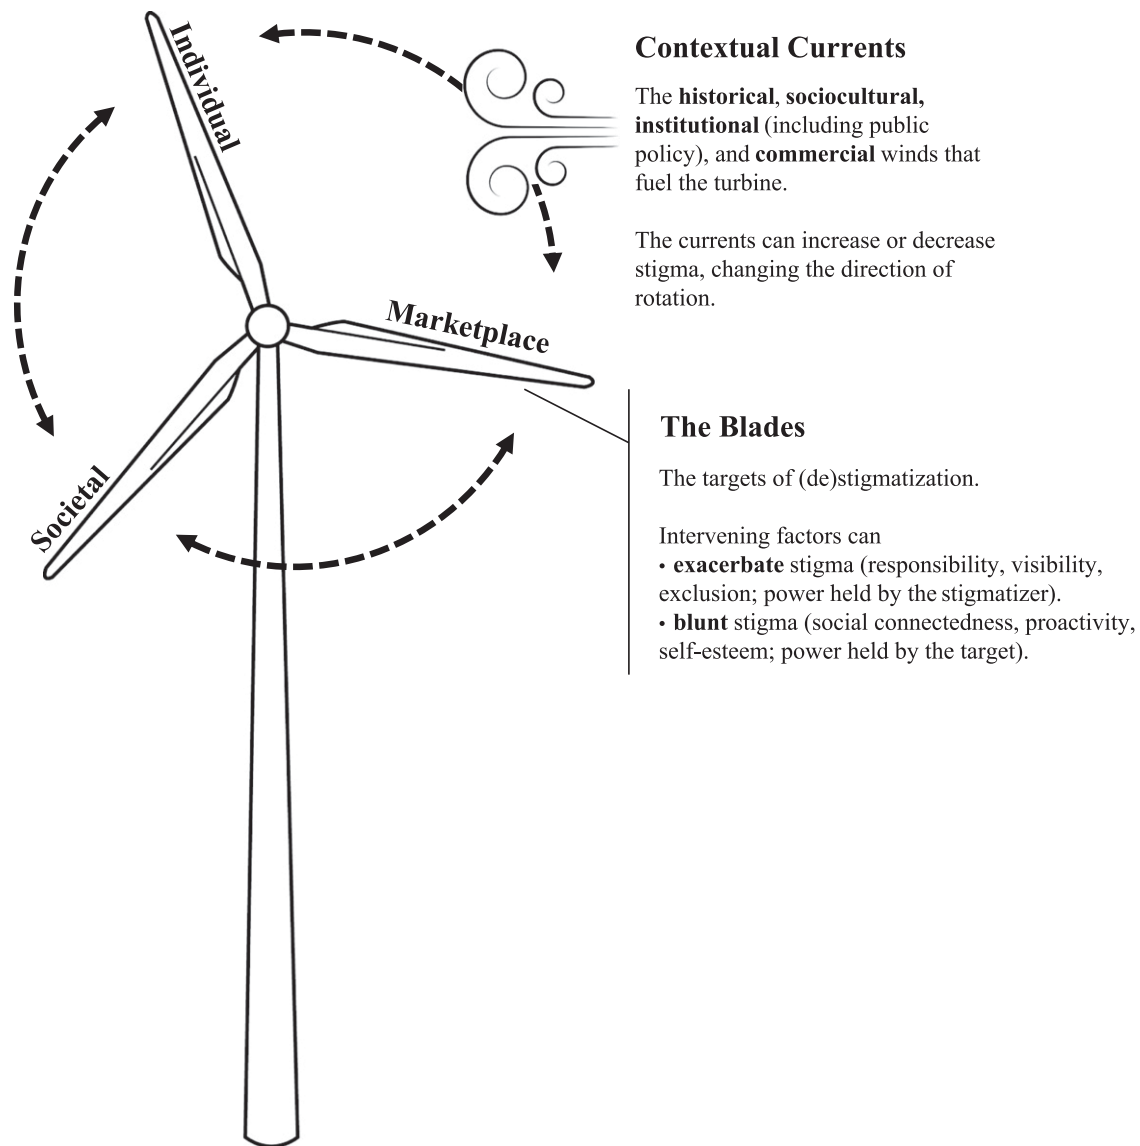 Individual
Marketplace
Societal
Contextual Currents
The historical, sociocultural,
institutional (including public
policy), and commercial winds that
fuel the turbine.
The currents can increase or decrease
stigma, changing the direction of
rotation.
The Blades
The targets of (de)stigmatization.
Intervening factors can
• exacerbate stigma (responsibility, visibility,
exclusion; power held by the stigmatizer).
• blunt stigma (social connectedness, proactivity,
self-esteem; power held by the target).